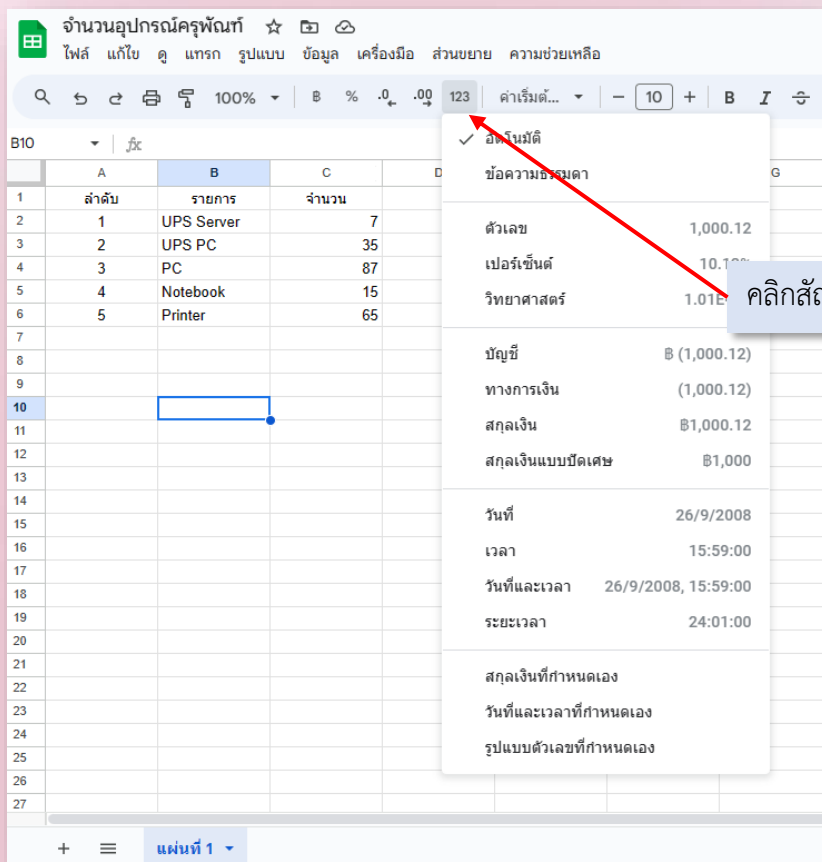 จำนวนอุปกรณ์ครุพัณฑ์
ไฟล์ แก้ไข ดู แทรก รูปแบบ ข้อมูล เครื่องมือ ส่วนขยาย ความช่วยเหลือ
100% ฿ % .0 .00 123 ค่าเริ่มต้... − 10 + B I
B10 fx
A B C D G
1 ลำดับ รายการ จำนวน
2 1 UPS Server 7
3 2 UPS PC 35
4 3 PC 87
5 4 Notebook 15
6 5 Printer 65
7
8
9
10
11
12
13
14
15
16
17
18
19
20
21
22
23
24
25
26
27
อัตโนมัติ
ข้อความธรรมดา
ตัวเลข 1,000.12
เปอร์เซ็นต์
วิทยาศาสตร์
คลิกสัญ
บัญชี ฿ (1,000.12)
ทางการเงิน (1,000.12)
สกุลเงิน ฿1,000.12
สกุลเงินแบบปัดเศษ ฿1,000
วันที่ 26/9/2008
เวลา 15:59:00
วันที่และเวลา 26/9/2008, 15:59:00
ระยะเวลา 24:01:00
สกุลเงินที่กำหนดเอง
วันที่และเวลาที่กำหนดเอง
รูปแบบตัวเลขที่กำหนดเอง
+ แผ่นที่ 1